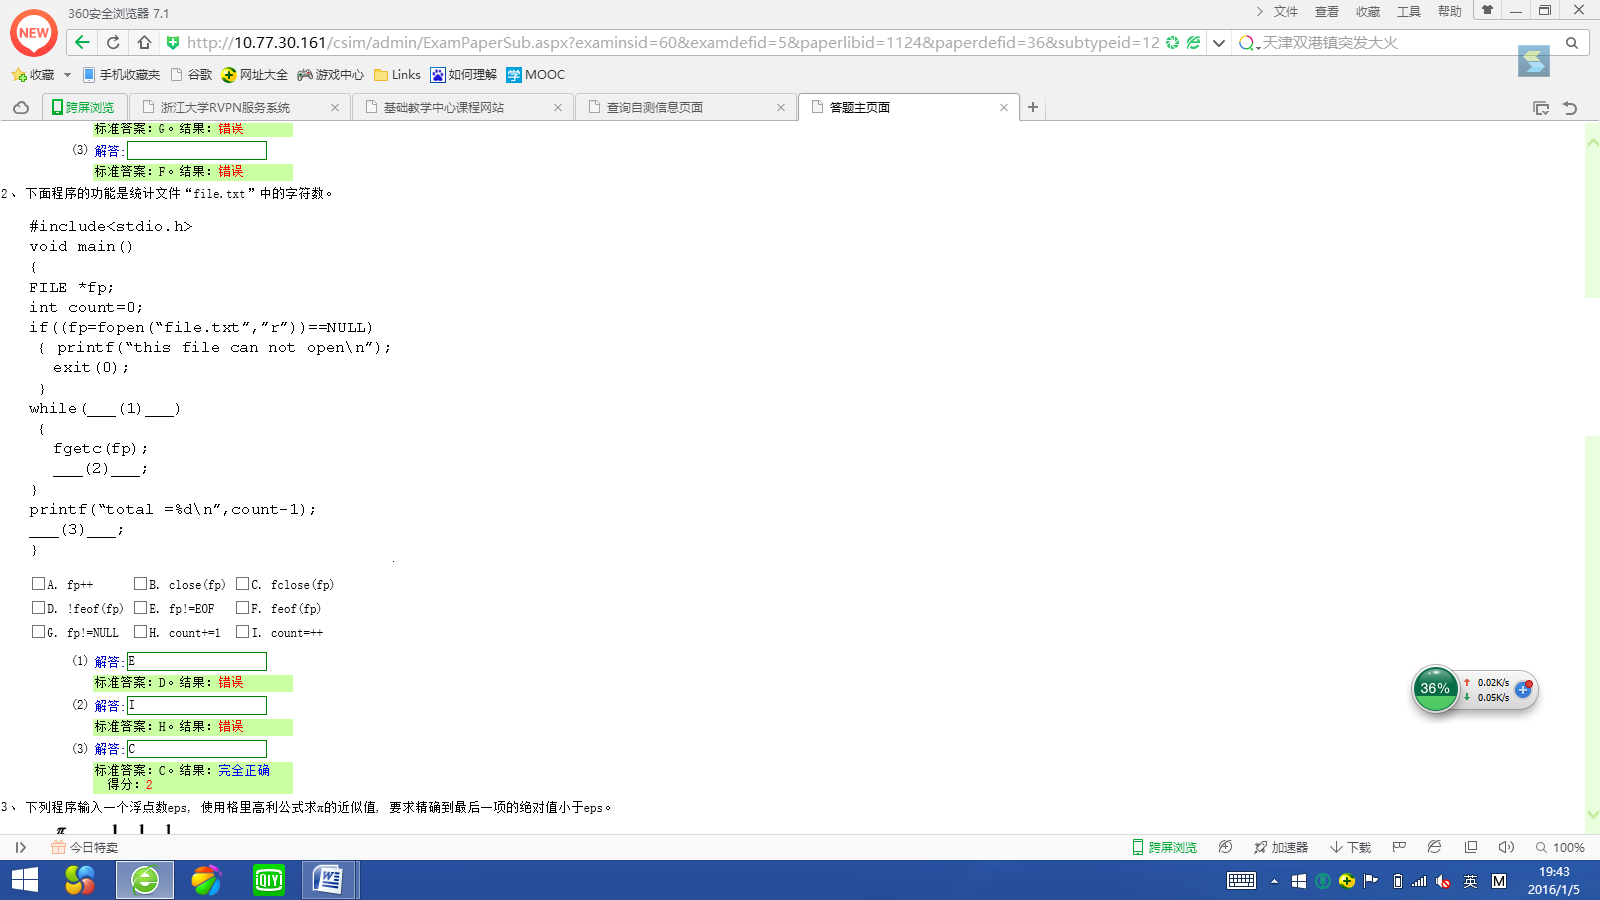 360安全浏览器 7.1
文件 查看 收藏 工具 帮助
NEW
http://10.77.30.161/csim/admin/ExamPaperSub.aspx?examinsid=60&examdefid=5&paperlibid=1124&paperdefid=36&subtypeid=12
天津双港镇突发大火
收藏 手机收藏夹 谷歌 网址大全 游戏中心 Links 如何理解 学 MOOC
跨屏浏览 浙江大学RVPN服务系统 基础教学中心课程网站 查询自测信息页面 答题主页面
标准答案：G。结果：错误
(3) 解答:
标准答案：F。结果：错误
2、 下面程序的功能是统计文件“file.txt”中的字符数。
#include<stdio.h>
void main()
{
FILE *fp;
int count=0;
if((fp=fopen(“file.txt”,”r”))==NULL)
{ printf(“this file can not open\n”);
exit(0);
}
while(___(1)___)
{
fgetc(fp);
___(2)___;
}
printf(“total =%d\n”,count-1);
___(3)___;
}
A. fp++ B. close(fp) C. fclose(fp)
D. !feof(fp) E. fp!=EOF F. feof(fp)
G. fp!=NULL H. count+=1 I. count=++
(1) 解答:E
标准答案：D。结果：错误
(2) 解答:I
标准答案：H。结果：错误
(3) 解答:C
标准答案：C。结果：完全正确
得分：2
3、 下列程序输入一个浮点数eps, 使用格里高利公式求π的近似值, 要求精确到最后一项的绝对值小于eps。
36% 0.02K/s
0.05K/s
今日特卖 跨屏浏览 加速器 下载 100%
QIY 英 M 19:43
2016/1/5